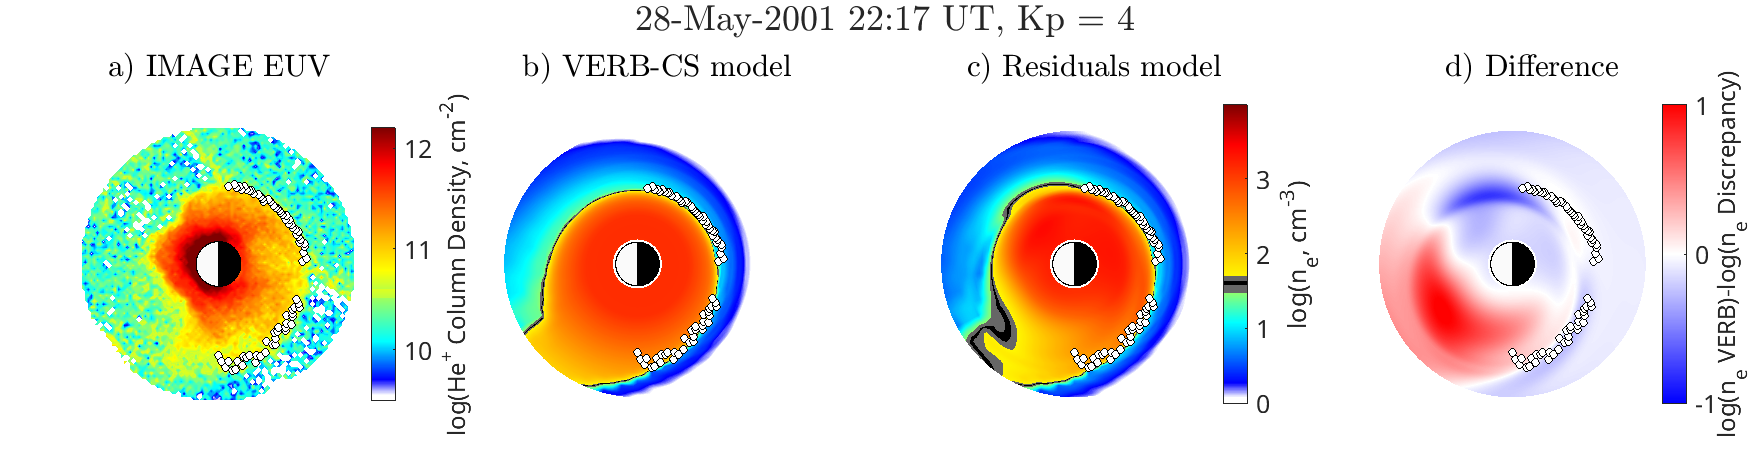 28-May-2001 22:17 UT, Kp = 4
a) IMAGE EUV
b) VERB-CS model
c) Residuals model
d) Difference
12
11
10
log(He+ Column Density, cm-2)
3
2
1
0
log(ne, cm-3)
1
0
-1
log(ne VERB)-log(ne Discrepancy)